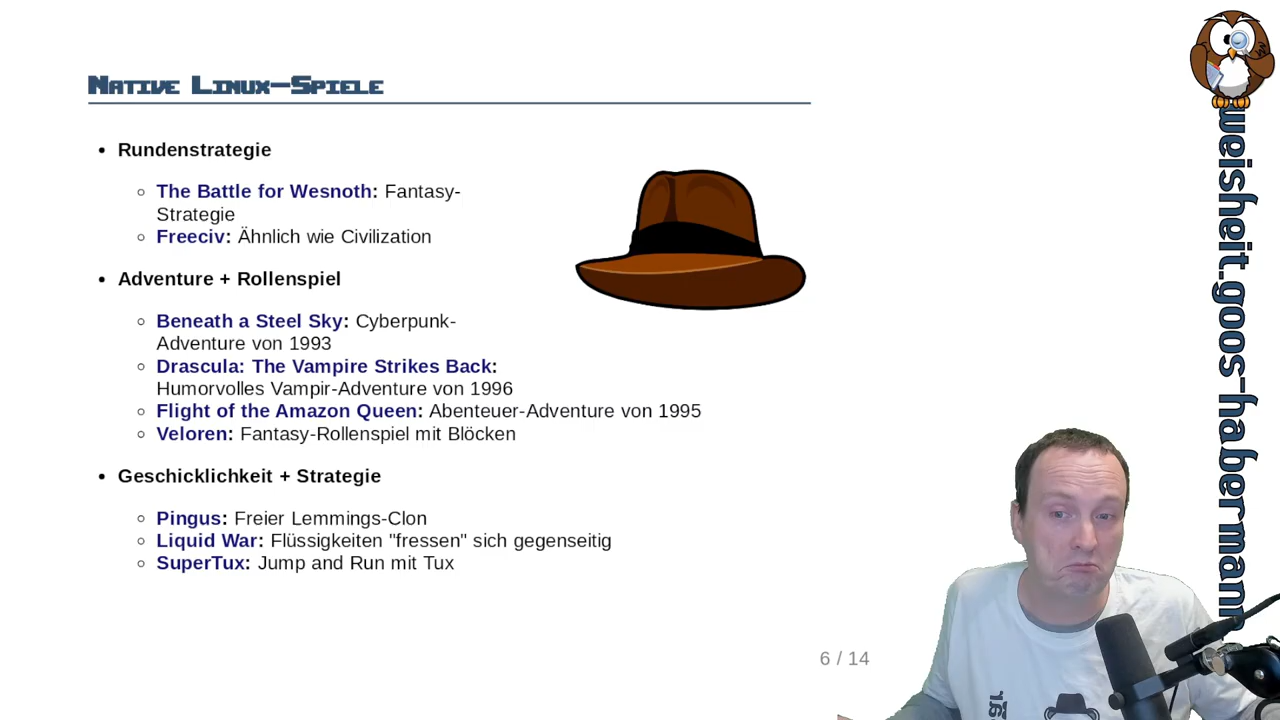 Native Linux-Spiele
• Rundenstrategie
◦ The Battle for Wesnoth: Fantasy-
Strategie
◦ Freeciv: Ähnlich wie Civilization
• Adventure + Rollenspiel
◦ Beneath a Steel Sky: Cyberpunk-
Adventure von 1993
◦ Drascula: The Vampire Strikes Back:
Humorvolles Vampir-Adventure von 1996
◦ Flight of the Amazon Queen: Abenteuer-Adventure von 1995
◦ Veloren: Fantasy-Rollenspiel mit Blöcken
• Geschicklichkeit + Strategie
◦ Pingus: Freier Lemmings-Clon
◦ Liquid War: Flüssigkeiten "fressen" sich gegenseitig
◦ SuperTux: Jump and Run mit Tux
6 / 14
weisheit.goos-habermann